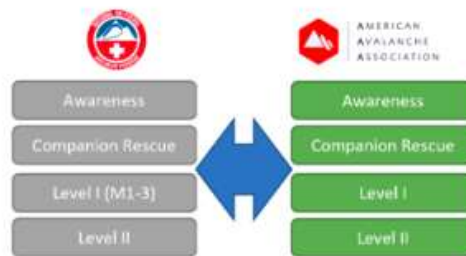 AMERICAN
AVALANCHE
ASSOCIATION
Awareness
Companion Rescue
Level I (M1-3)
Level II
Awareness
Companion Rescue
Level I
Level II